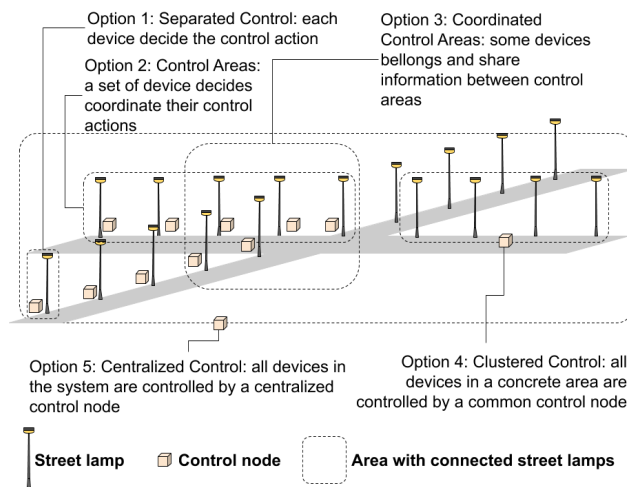 Option 1: Separated Control: each
device decide the control action
Option 2: Control Areas:
a set of device decides
coordinate their control
actions
Option 3: Coordinated
Control Areas: some devices
belongs and share
information between control
areas
Option 5: Centralized Control: all devices in
the system are controlled by a centralized
control node
Option 4: Clustered Control: all
devices in a concrete area are
controlled by a common control node
Street lamp
Control node
Area with connected street lamps